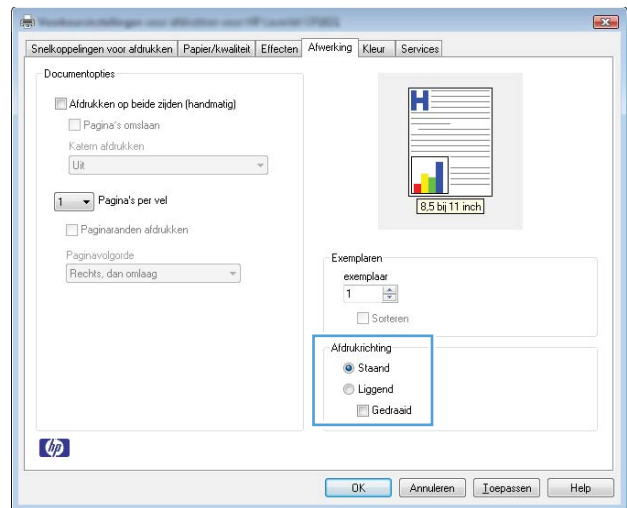 Snelkoppelingen voor afdrukken Papier/kwaliteit Effecten Afwerking Kleur Services
Documentopties
Afdrukken op beide zijden (handmatig)
Pagina's omslaan
Katern afdrukken
Uit
1 Pagina's per vel
Paginaranden afdrukken
Paginavolgorde
Rechts, dan omlaag
H
8,5 bij 11 inch
Exemplaren
exemplaar
1
Sorteren
Afdrukrichting
Staand
Liggend
Gedraaid
hp
OK Annuleren Toepassen Help